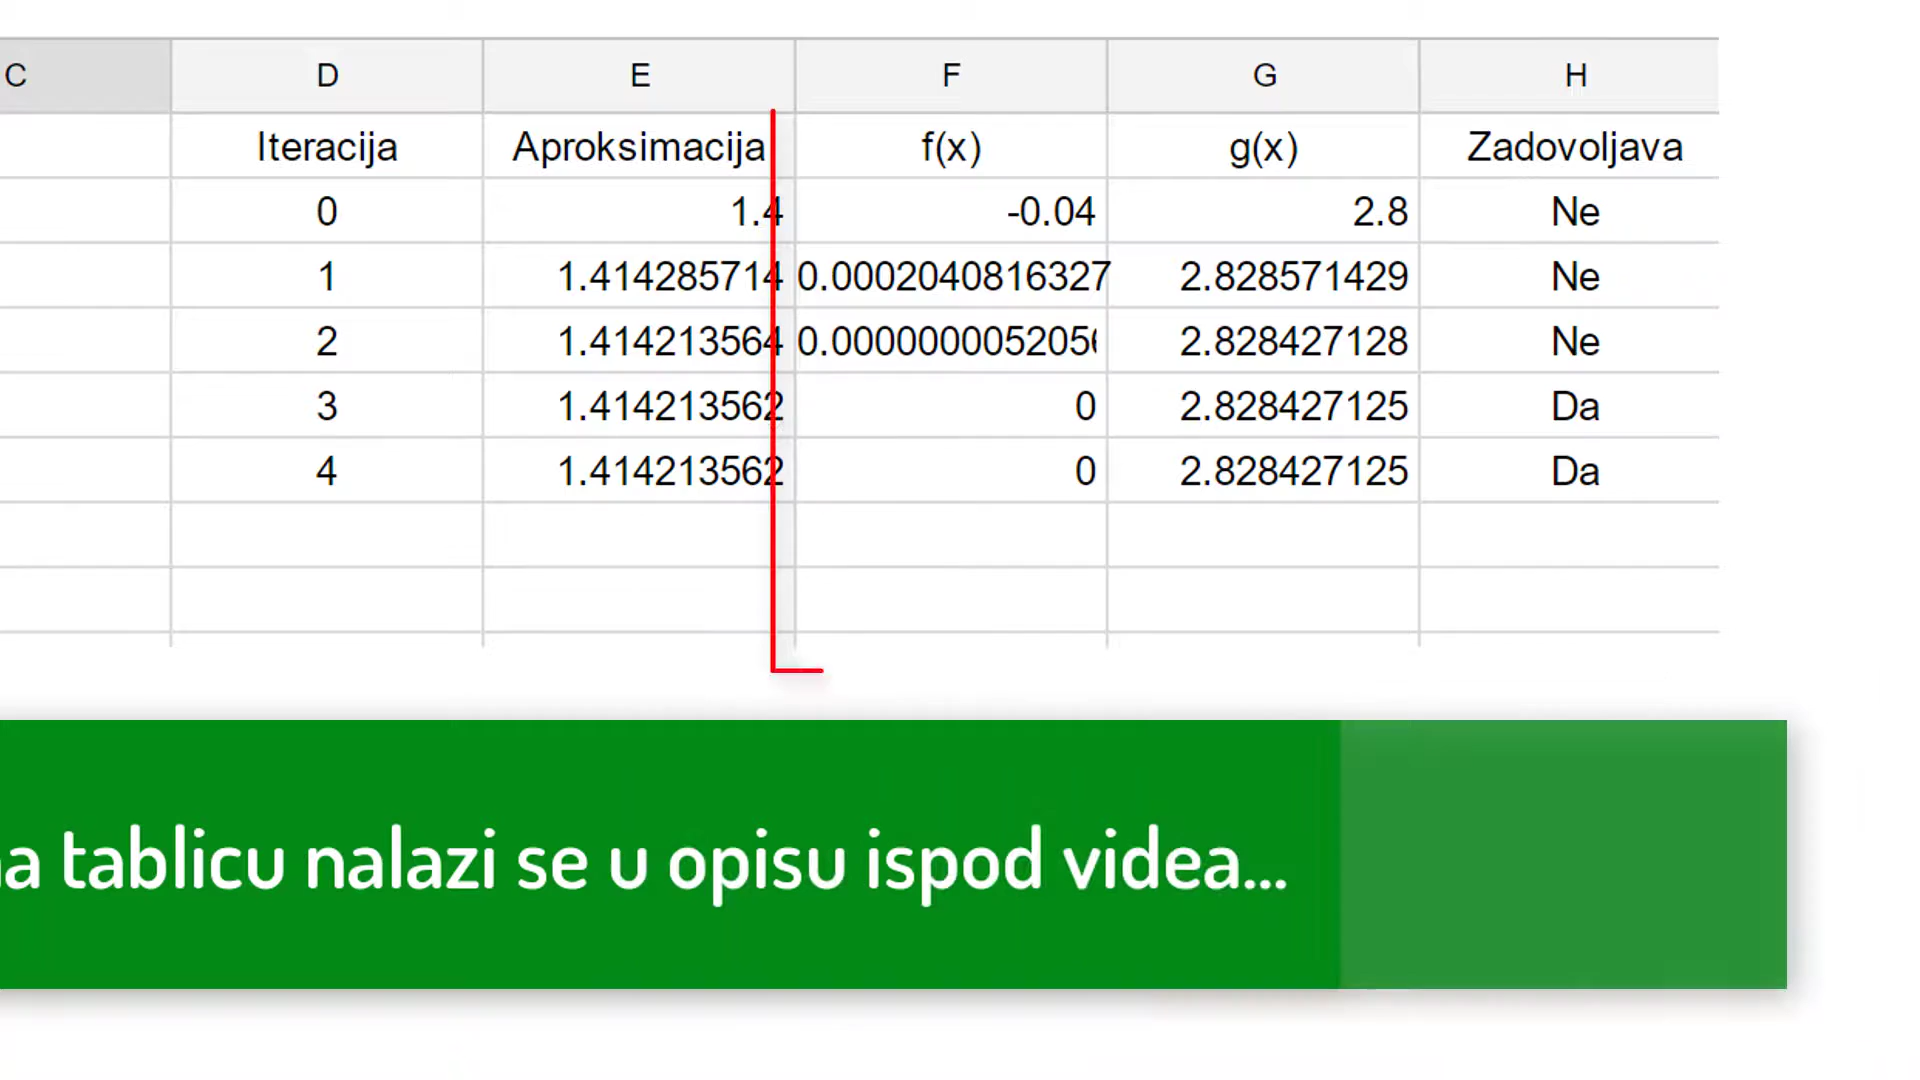 C D E F G H
Iteracija Aproksimacija f(x) g(x) Zadovoljava
0 1.4 -0.04 2.8 Ne
1 1.414285714 0.0002040816327 2.828571429 Ne
2 1.414213564 0.000000005205 2.828427128 Ne
3 1.414213562 0 2.828427125 Da
4 1.414213562 0 2.828427125 Da
tablicu nalazi se u opisu ispod videa...